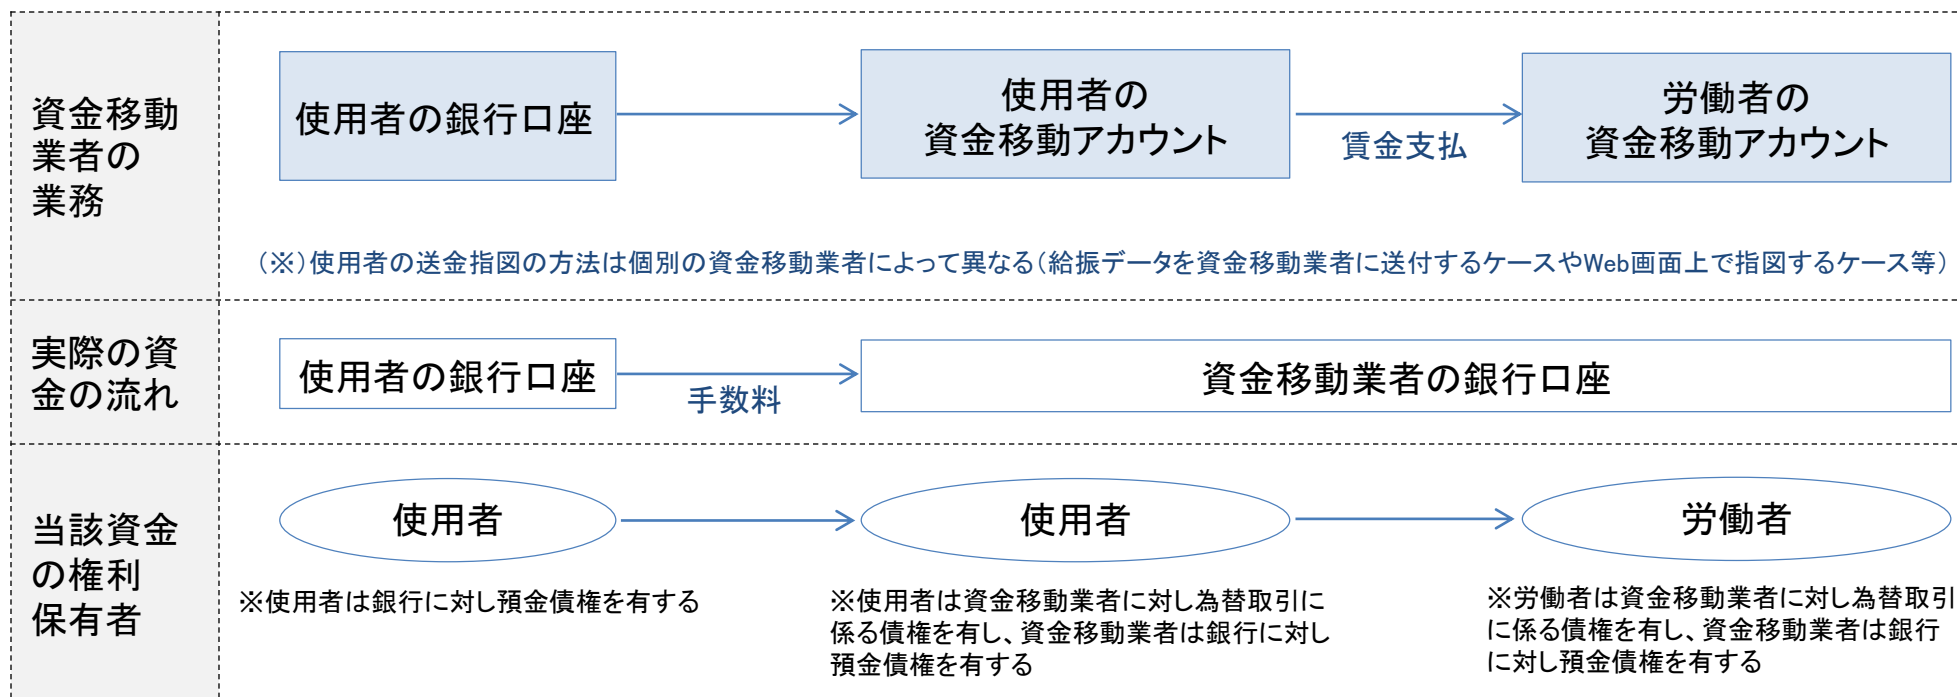 資金移動
業者の
業務
使用者の銀行口座
使用者の
資金移動アカウント
賃金支払
労働者の
資金移動アカウント
（※）使用者の送金指図の方法は個別の資金移動業者によって異なる（給振データを資金移動業者に送付するケースやWeb画面上で指図するケース等）
実際の資
金の流れ
使用者の銀行口座
手数料
資金移動業者の銀行口座
当該資金
の権利
保有者
使用者
使用者
労働者
※使用者は銀行に対し預金債権を有する
※使用者は資金移動業者に対し為替取引に
係る債権を有し、資金移動業者は銀行に対し
預金債権を有する
※労働者は資金移動業者に対し為替取引
に係る債権を有し、資金移動業者は銀行
に対し預金債権を有する